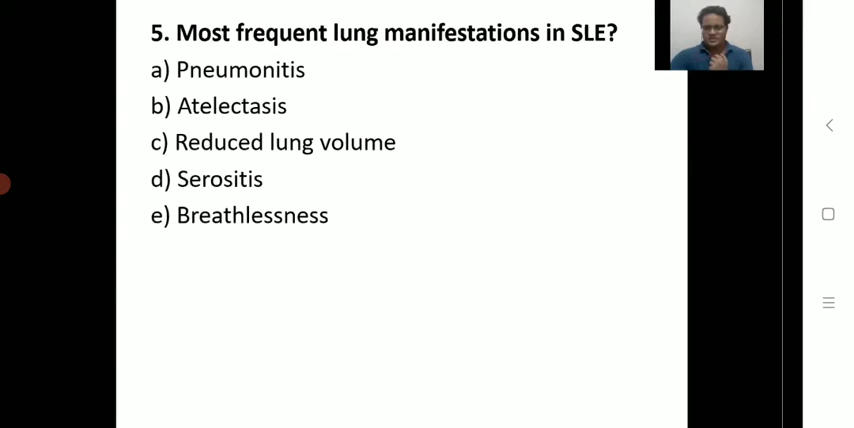 5. Most frequent lung manifestations in SLE?
a) Pneumonitis
b) Atelectasis
c) Reduced lung volume
d) Serositis
e) Breathlessness